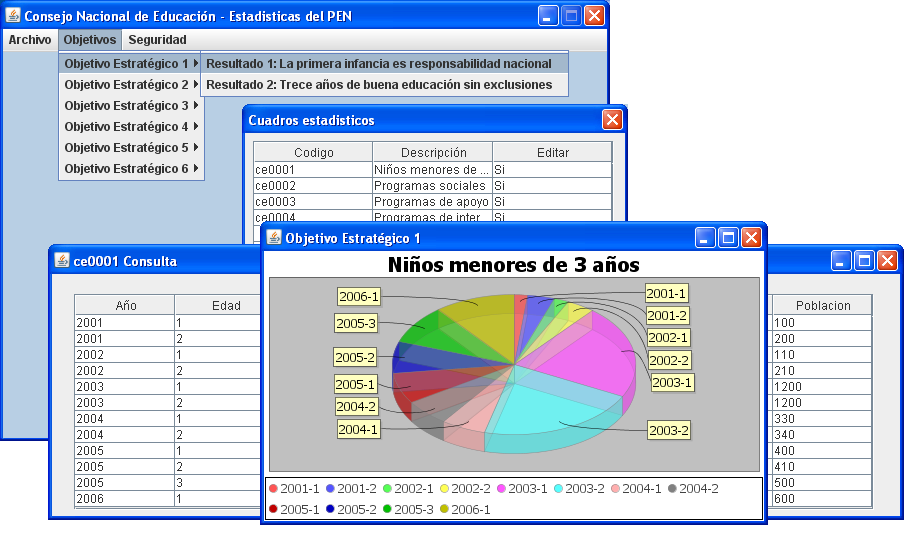 Consejo Nacional de Educación - Estadisticas del PEN
Archivo Objetivos Seguridad
Objetivo Estratégico 1
Objetivo Estratégico 2
Objetivo Estratégico 3
Objetivo Estratégico 4
Objetivo Estratégico 5
Objetivo Estratégico 6
Resultado 1: La primera infancia es responsabilidad nacional
Resultado 2: Trece años de buena educación sin exclusiones
Cuadros estadisticos
Codigo Descripción Editar
ce0001 Niños menores de ... Si
ce0002 Programas sociales Si
ce0003 Programas de apoyo Si
ce0004 Programas de inter Si
ce0001 Consulta
Año Edad Poblacion
2001 1 100
2001 2 200
2002 1 110
2002 2 210
2003 1 1200
2003 2 1200
2004 1 330
2004 2 340
2005 1 400
2005 2 410
2005 3 500
2006 1 600
Objetivo Estratégico 1
Niños menores de 3 años
2006-1
2005-3
2005-2
2005-1
2004-2
2004-1
2001-1
2001-2
2002-1
2002-2
2003-1
2003-2
2001-1 2001-2 2002-1 2002-2 2003-1 2003-2 2004-1 2004-2
2005-1 2005-2 2005-3 2006-1